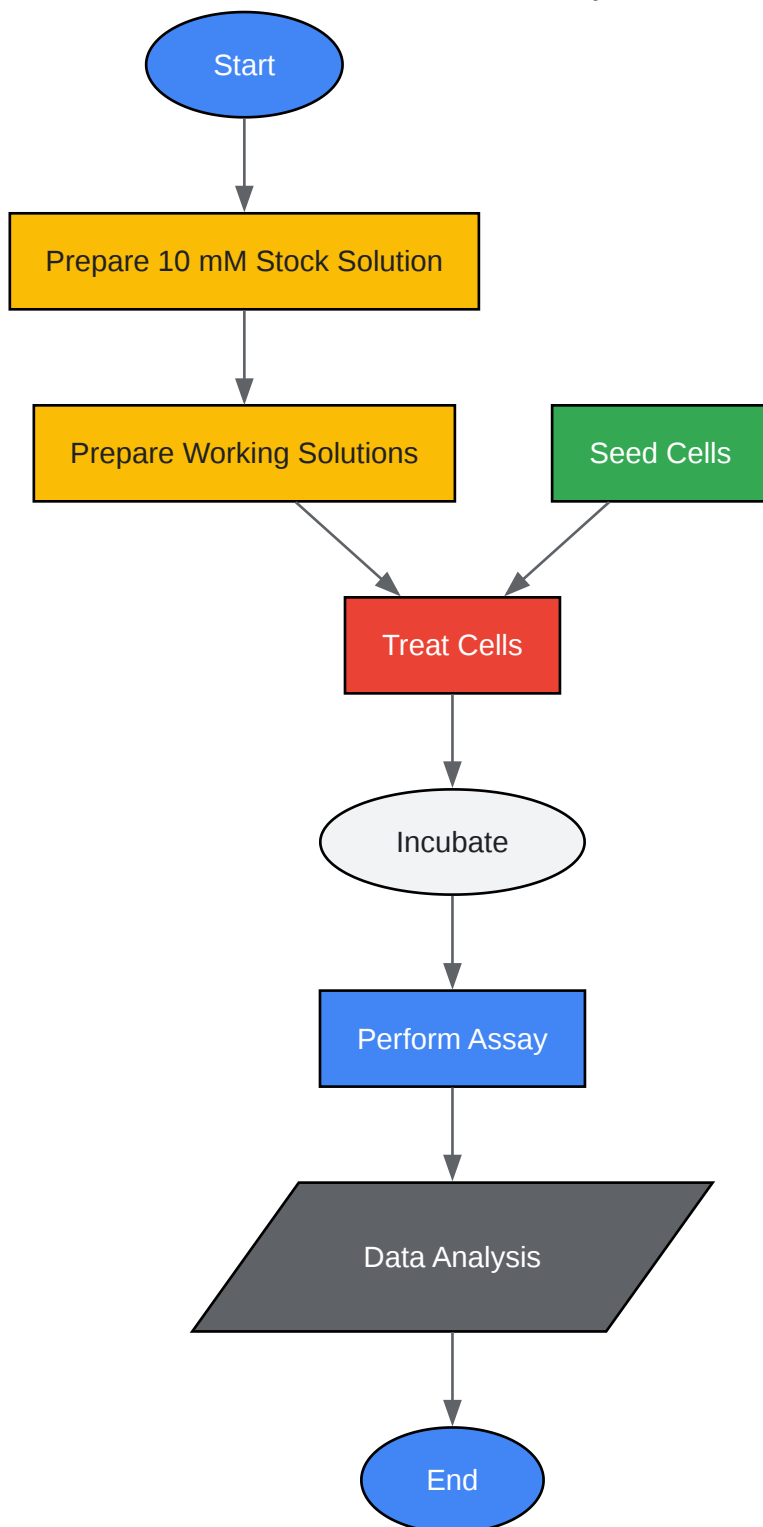 Start
Prepare 10 mM Stock Solution
Prepare Working Solutions
Seed Cells
Treat Cells
Incubate
Perform Assay
Data Analysis
End